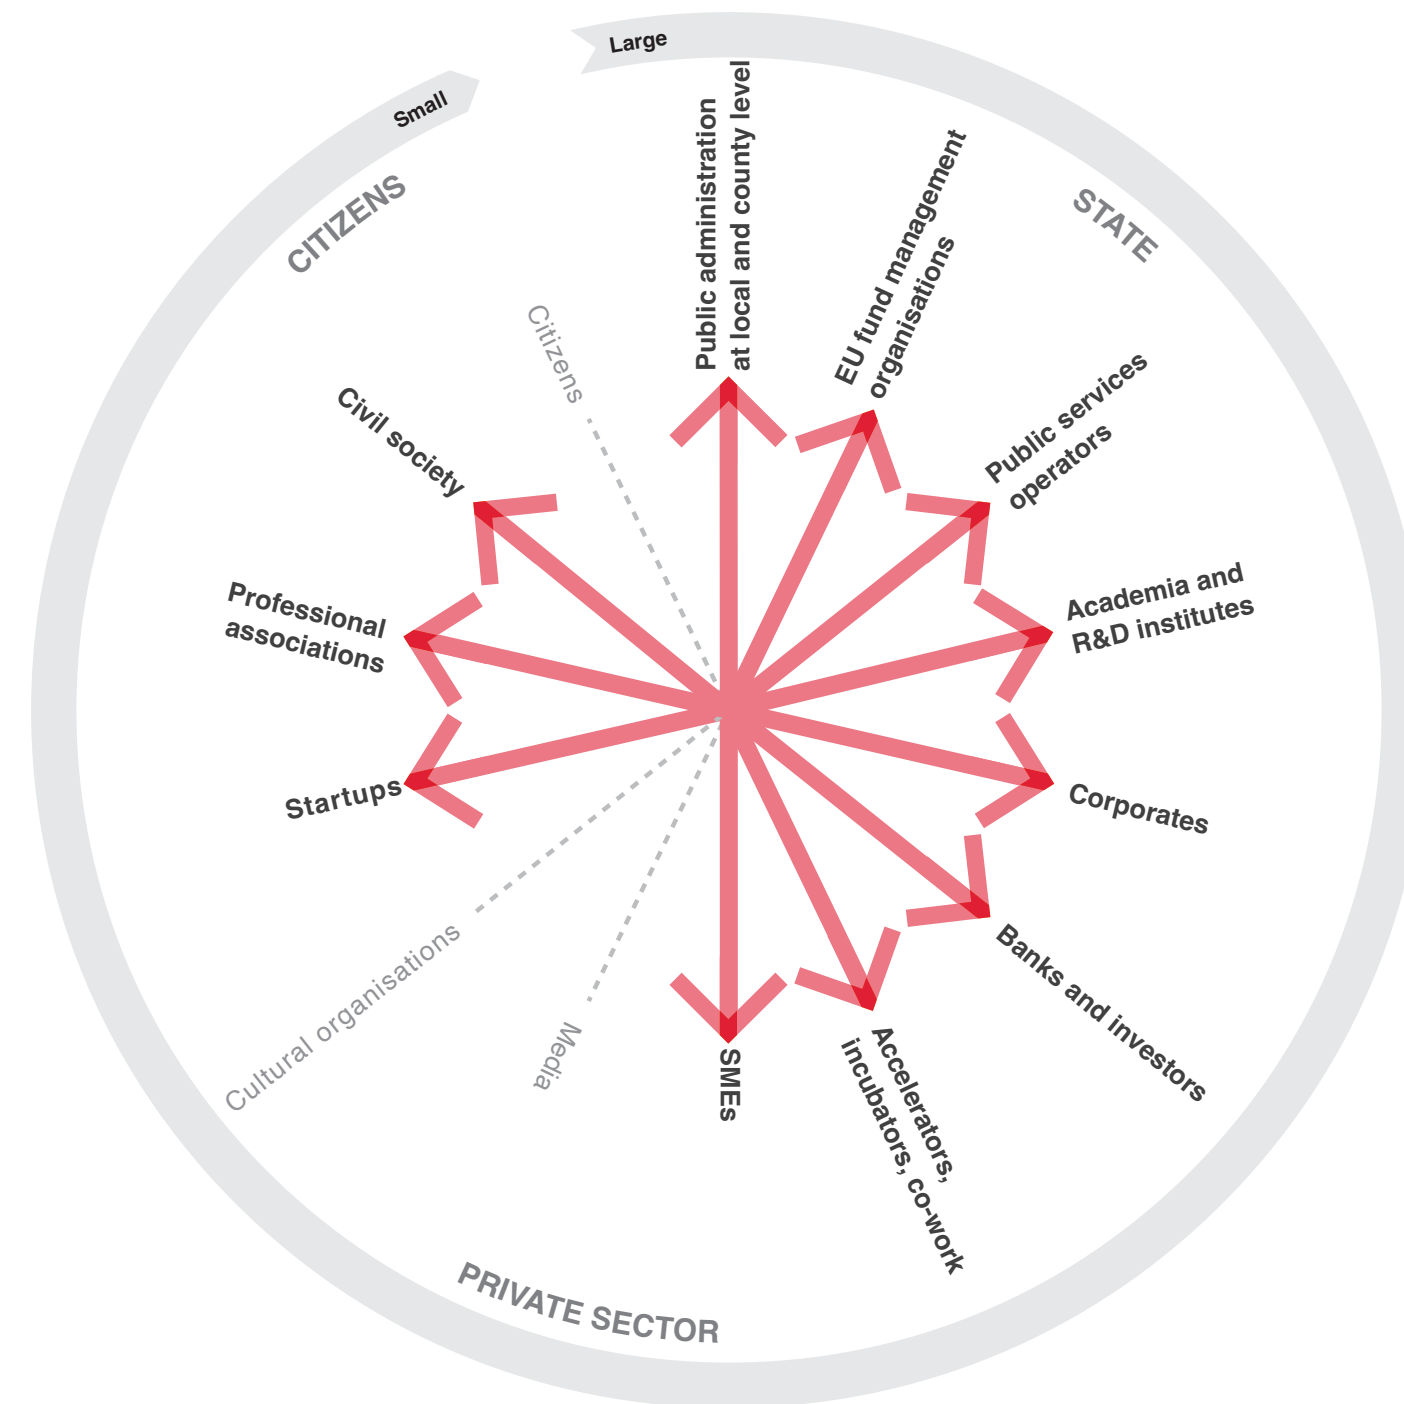 Large
Small
CITIZENS
STATE
Public administration
at local and county level
EU fund management
organisations
Public services
operators
Academia and
R&D institutes
Corporates
Banks and investors
Accelerators,
incubators, co-work
SMEs
Media
Cultural organisations
Startups
Professional
associations
Civil society
Citizens
PRIVATE SECTOR